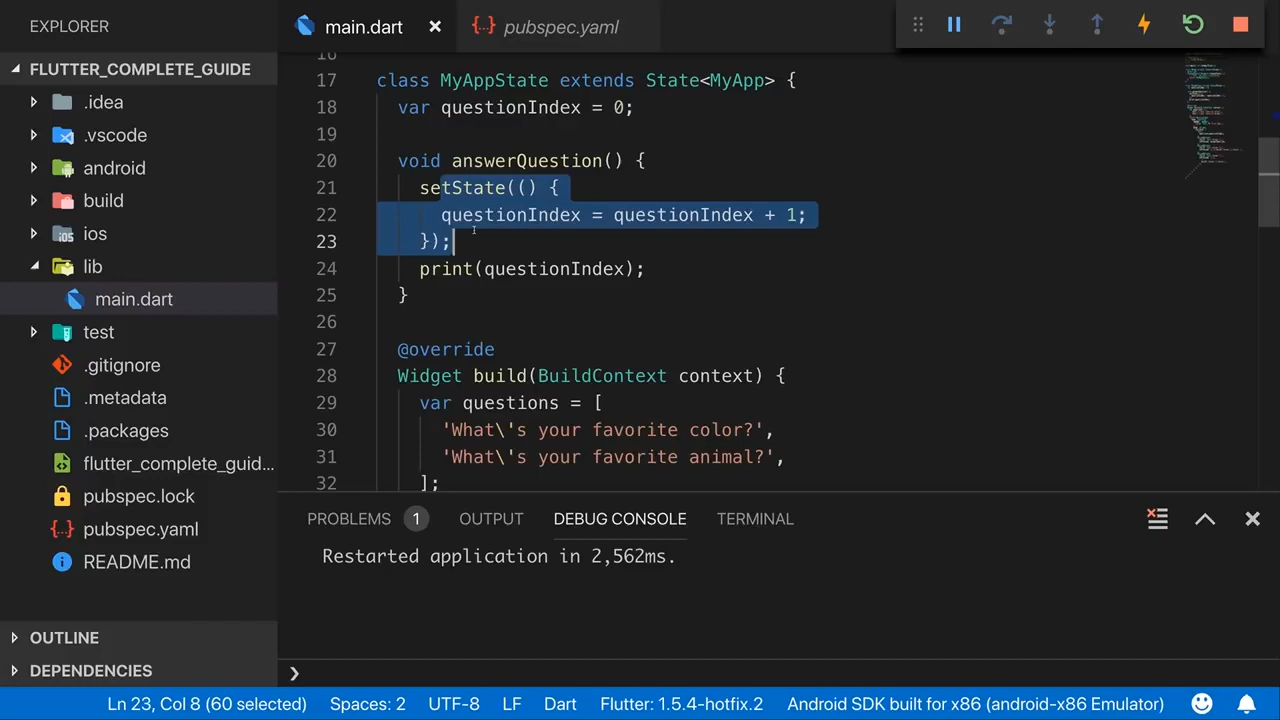 EXPLORER
FLUTTER_COMPLETE_GUIDE
.idea
.vscode
android
build
ios
lib
main.dart
test
.gitignore
.metadata
.packages
flutter_complete_guid...
pubspec.lock
pubspec.yaml
README.md
OUTLINE
DEPENDENCIES
main.dart
pubspec.yaml
16
17 class MyAppState extends State<MyApp> {
18 var questionIndex = 0;
19
20 void answerQuestion() {
21 setState(() {
22 questionIndex = questionIndex + 1;
23 });
24 print(questionIndex);
25 }
26
27 @override
28 Widget build(BuildContext context) {
29 var questions = [
30 'What\'s your favorite color?',
31 'What\'s your favorite animal?',
32 ];
PROBLEMS 1 OUTPUT DEBUG CONSOLE TERMINAL
Restarted application in 2,562ms.
Ln 23, Col 8 (60 selected) Spaces: 2 UTF-8 LF Dart Flutter: 1.5.4-hotfix.2 Android SDK built for x86 (android-x86 Emulator)